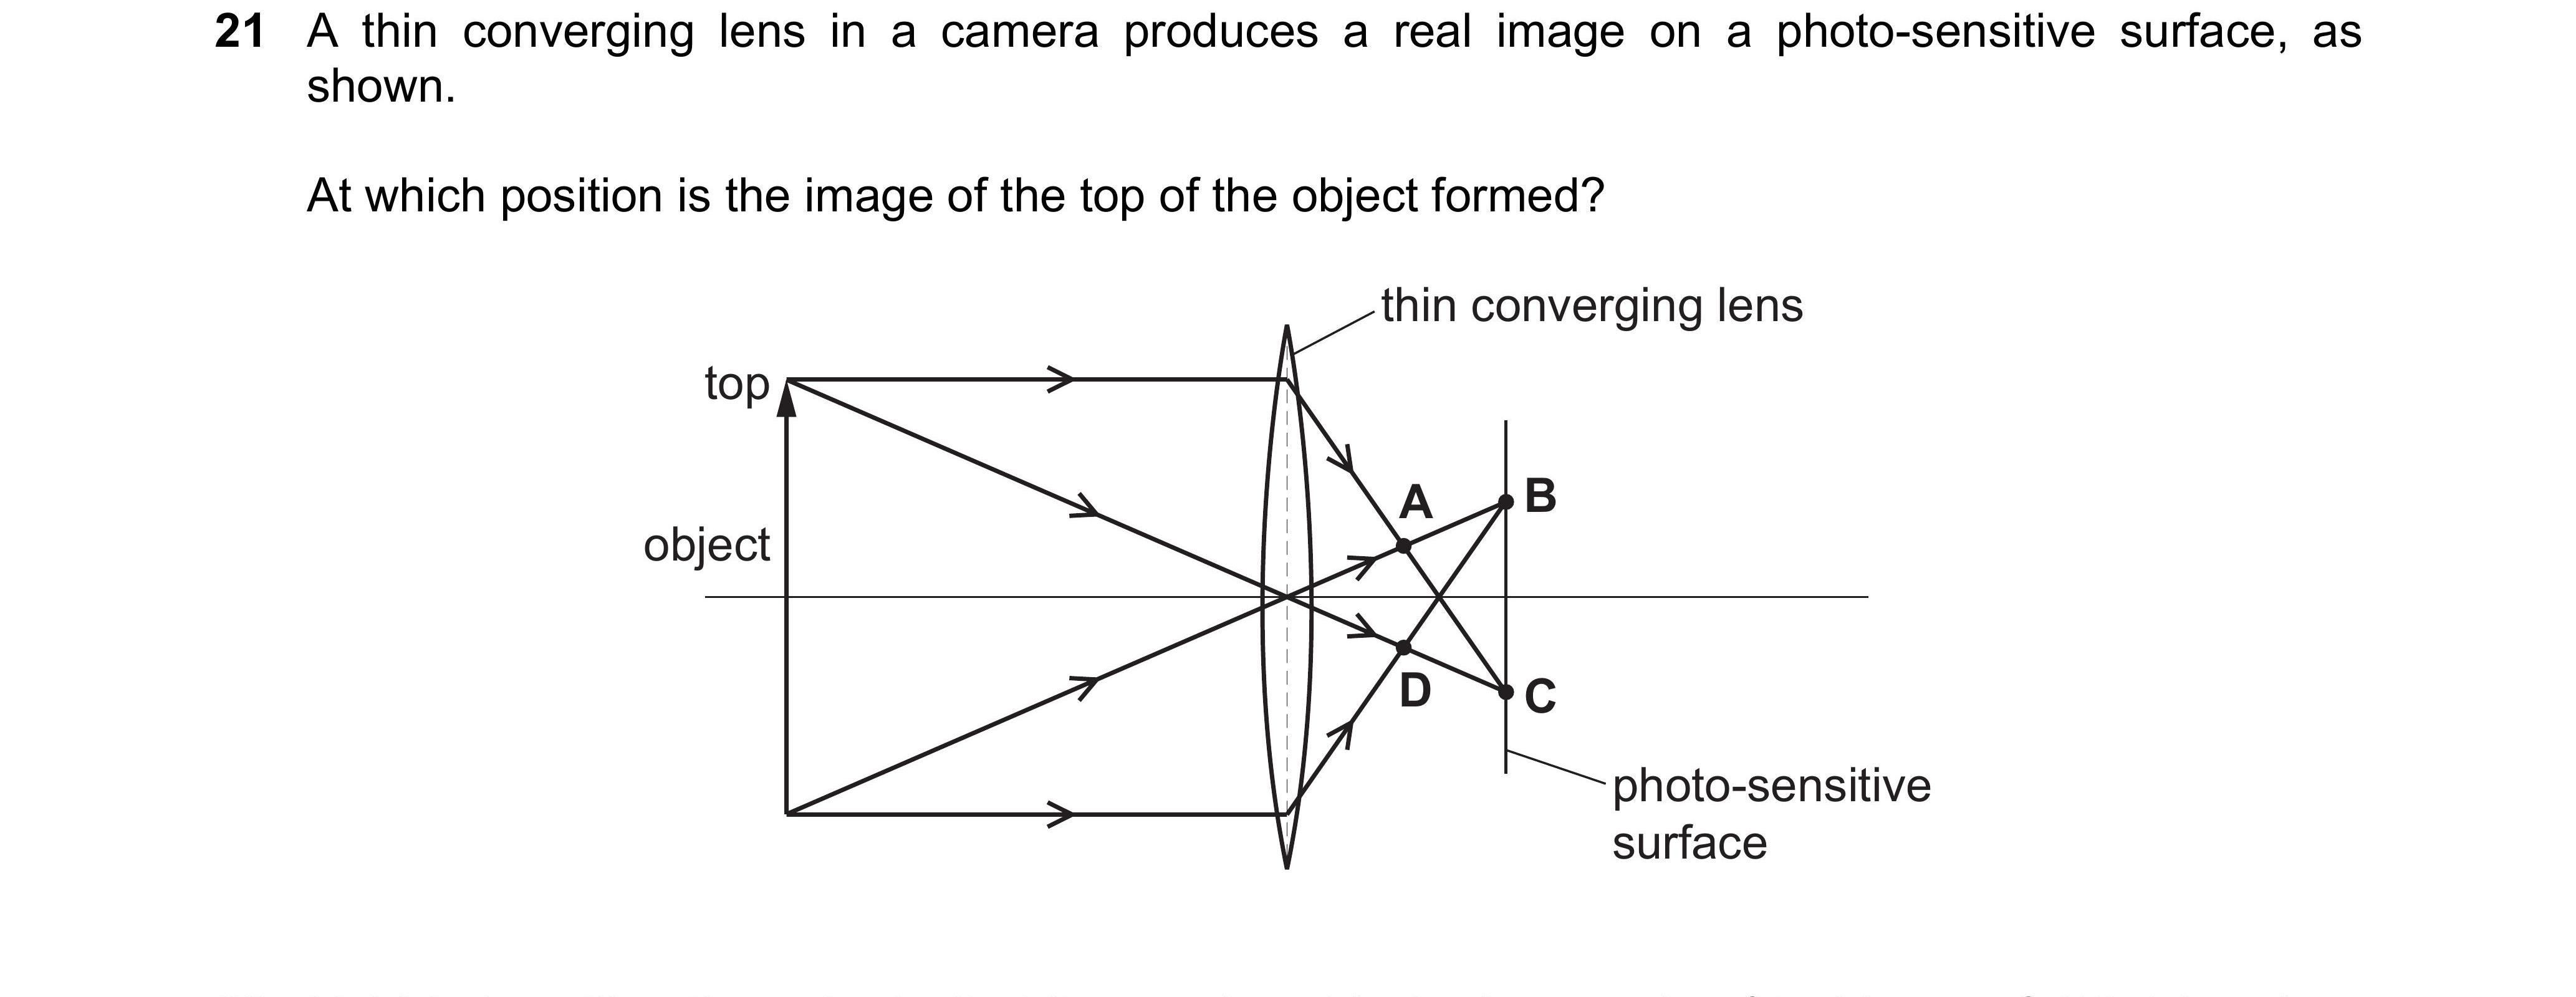 21 A thin converging lens in a camera produces a real image on a photo-sensitive surface, as
shown.
At which position is the image of the top of the object formed?
thin converging lens
top
A
B
object
D
C
photo-sensitive
surface